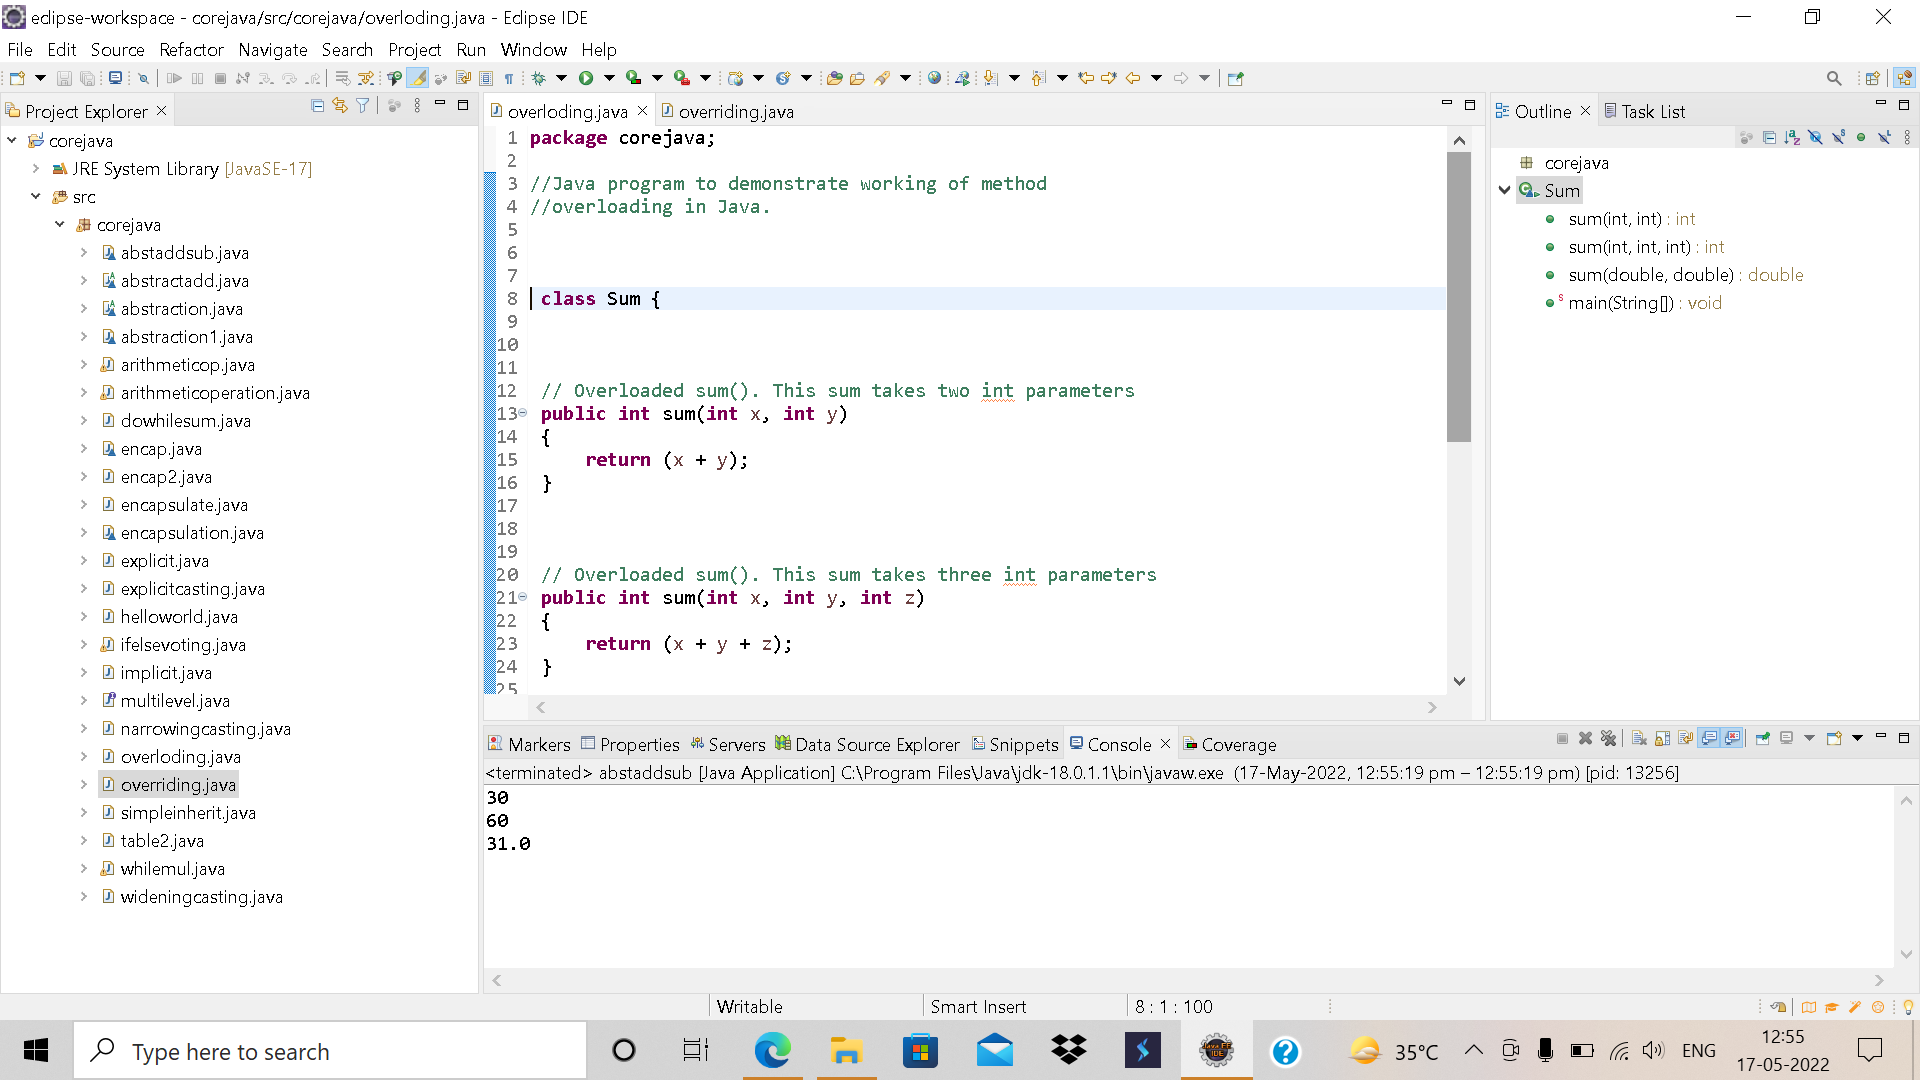 eclipse-workspace - corejava/src/corejava/overloding.java - Eclipse IDE
File Edit Source Refactor Navigate Search Project Run Window Help
Project Explorer
corejava
JRE System Library [JavaSE-17]
src
corejava
abstaddsub.java
abstractadd.java
abstraction.java
abstraction1.java
arithmeticop.java
arithmeticoperation.java
dowhilesum.java
encap.java
encap2.java
encapsulate.java
encapsulation.java
explicit.java
explicitcasting.java
helloworld.java
ifelsevoting.java
implicit.java
multilevel.java
narrowingcasting.java
overloding.java
overriding.java
simpleinherit.java
table2.java
whilemul.java
wideningcasting.java
overloding.java overriding.java
1 package corejava;
2
3 //Java program to demonstrate working of method
4 //overloading in Java.
5
6
7
8 class Sum {
9
10
11
12 // Overloaded sum(). This sum takes two int parameters
13 public int sum(int x, int y)
14 {
15 return (x + y);
16 }
17
18
19
20 // Overloaded sum(). This sum takes three int parameters
21 public int sum(int x, int y, int z)
22 {
23 return (x + y + z);
24 }
25
Outline Task List
corejava
Sum
sum(int, int) : int
sum(int, int, int) : int
sum(double, double) : double
main(String[]) : void
Markers Properties Servers Data Source Explorer Snippets Console Coverage
<terminated> abstaddsub [Java Application] C:\Program Files\Java\jdk-18.0.1.1\bin\javaw.exe (17-May-2022, 12:55:19 pm – 12:55:19 pm) [pid: 13256]
30
60
31.0
Writable Smart Insert 8 : 1 : 100
Type here to search
35°C
ENG
12:55
17-05-2022